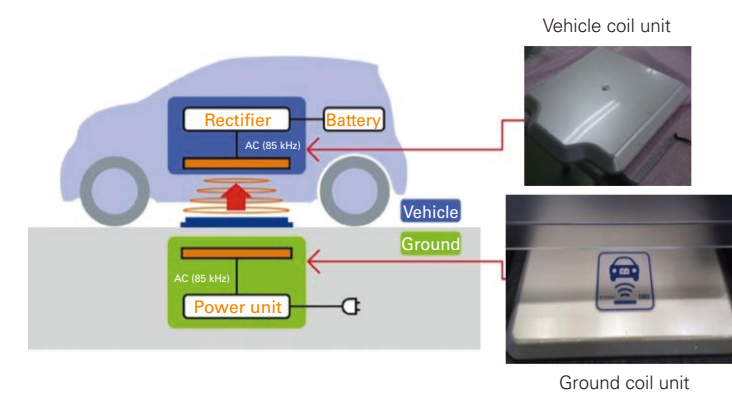 Vehicle coil unit
Rectifier
Battery
AC (85 kHz)
Vehicle
Ground
AC (85 kHz)
Power unit
Ground coil unit